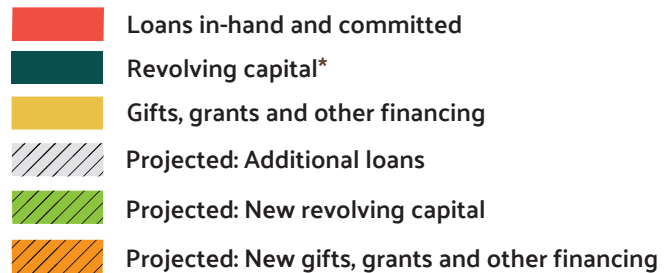 Loans in-hand and committed
Revolving capital*
Gifts, grants and other financing
Projected: Additional loans
Projected: New revolving capital
Projected: New gifts, grants and other financing